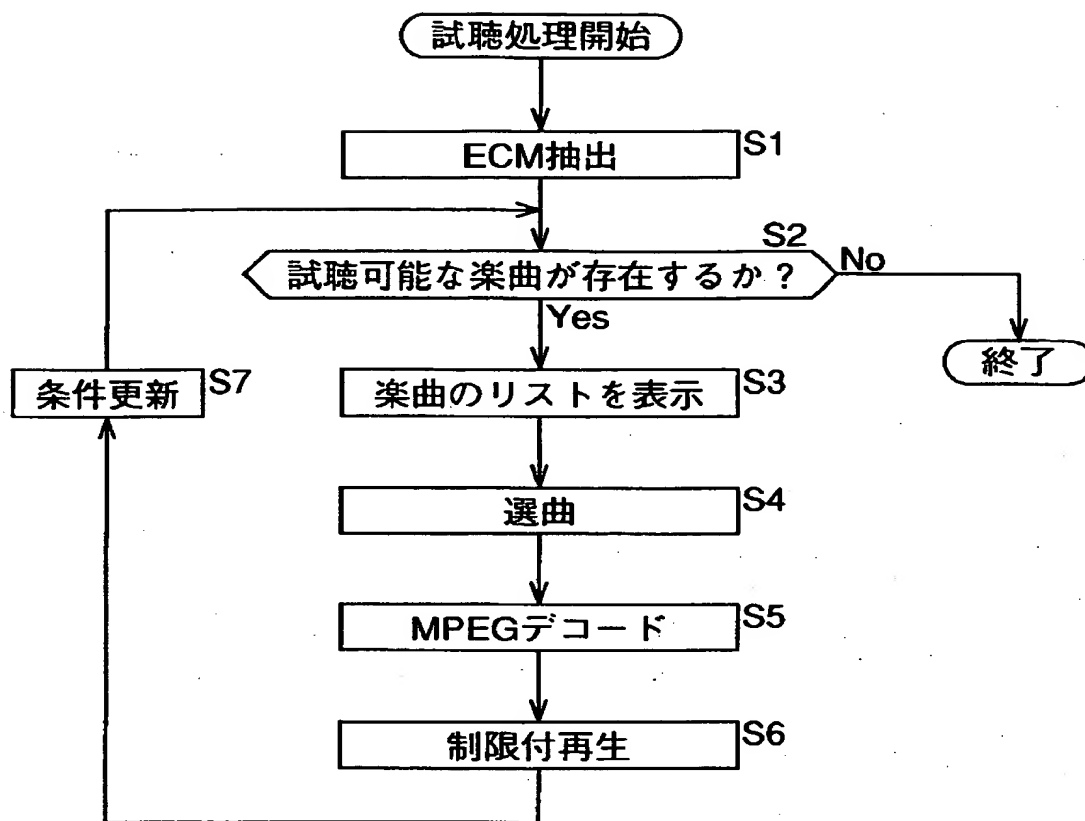 試聴処理開始
ECM抽出
S1
S2
試聴可能な楽曲が存在するか？
No
Yes
終了
条件更新
S7
楽曲のリストを表示
S3
選曲
S4
MPEGデコード
S5
制限付再生
S6